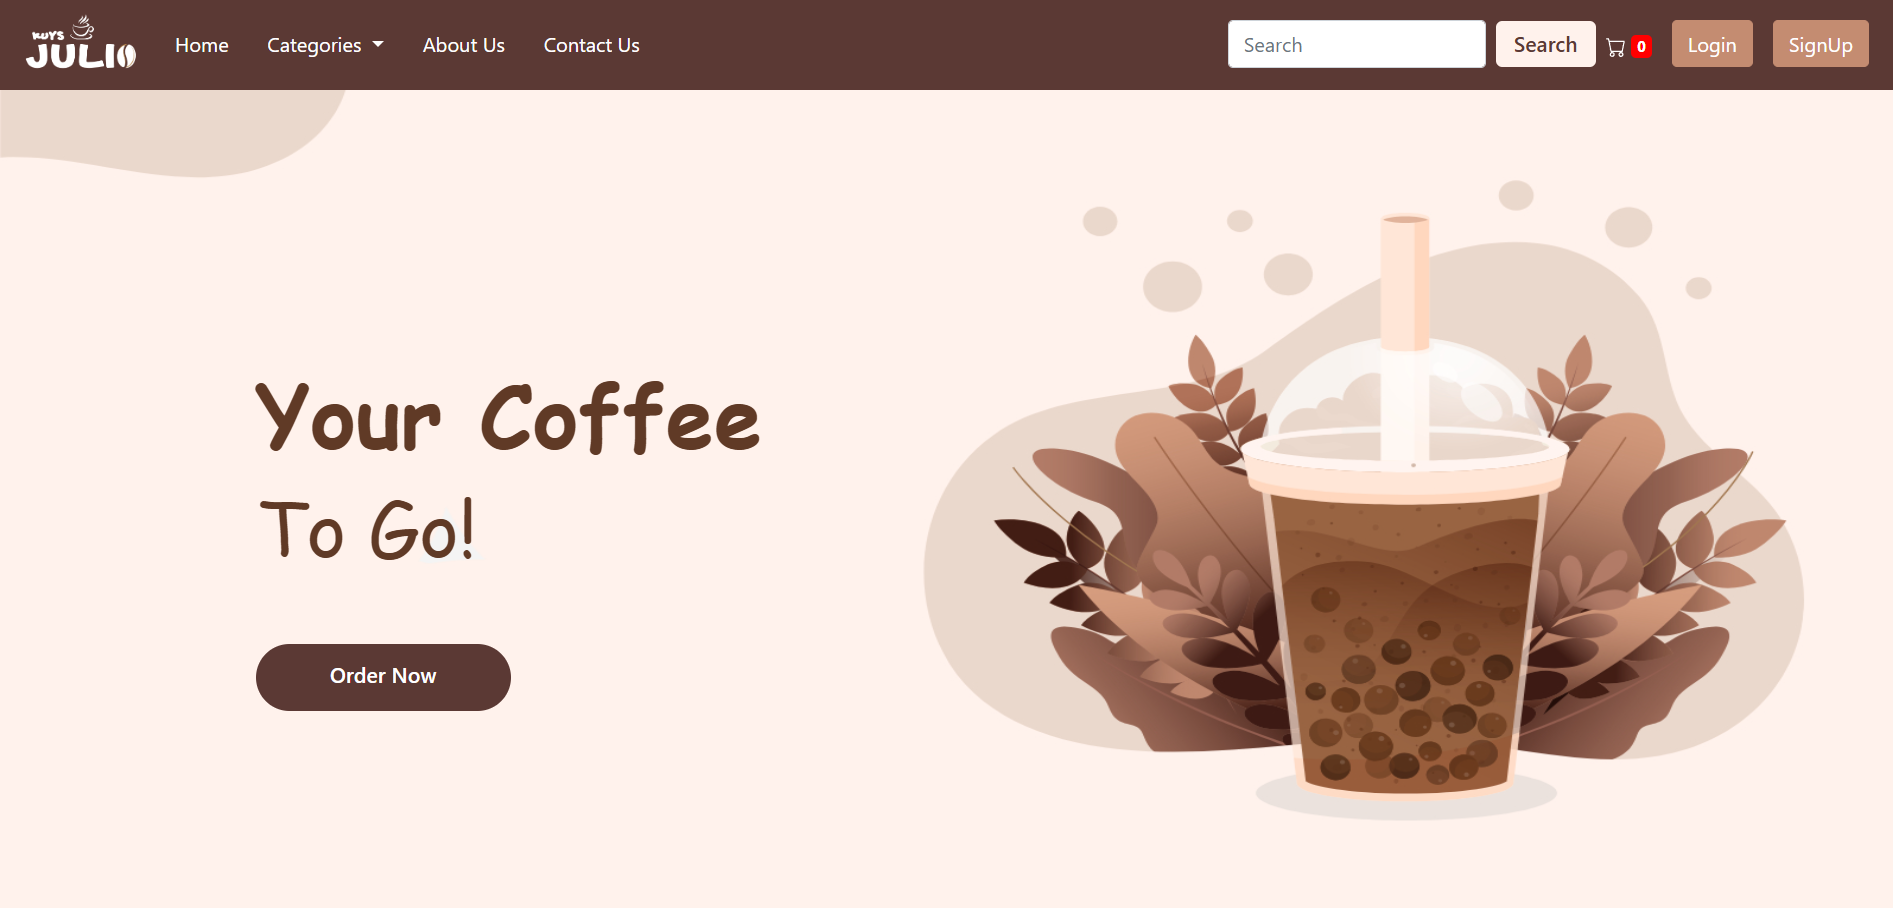 KUYS
JULIO
Home
Categories
About Us
Contact Us
Search
Search
0
Login
SignUp
Your Coffee
To Go!
Order Now